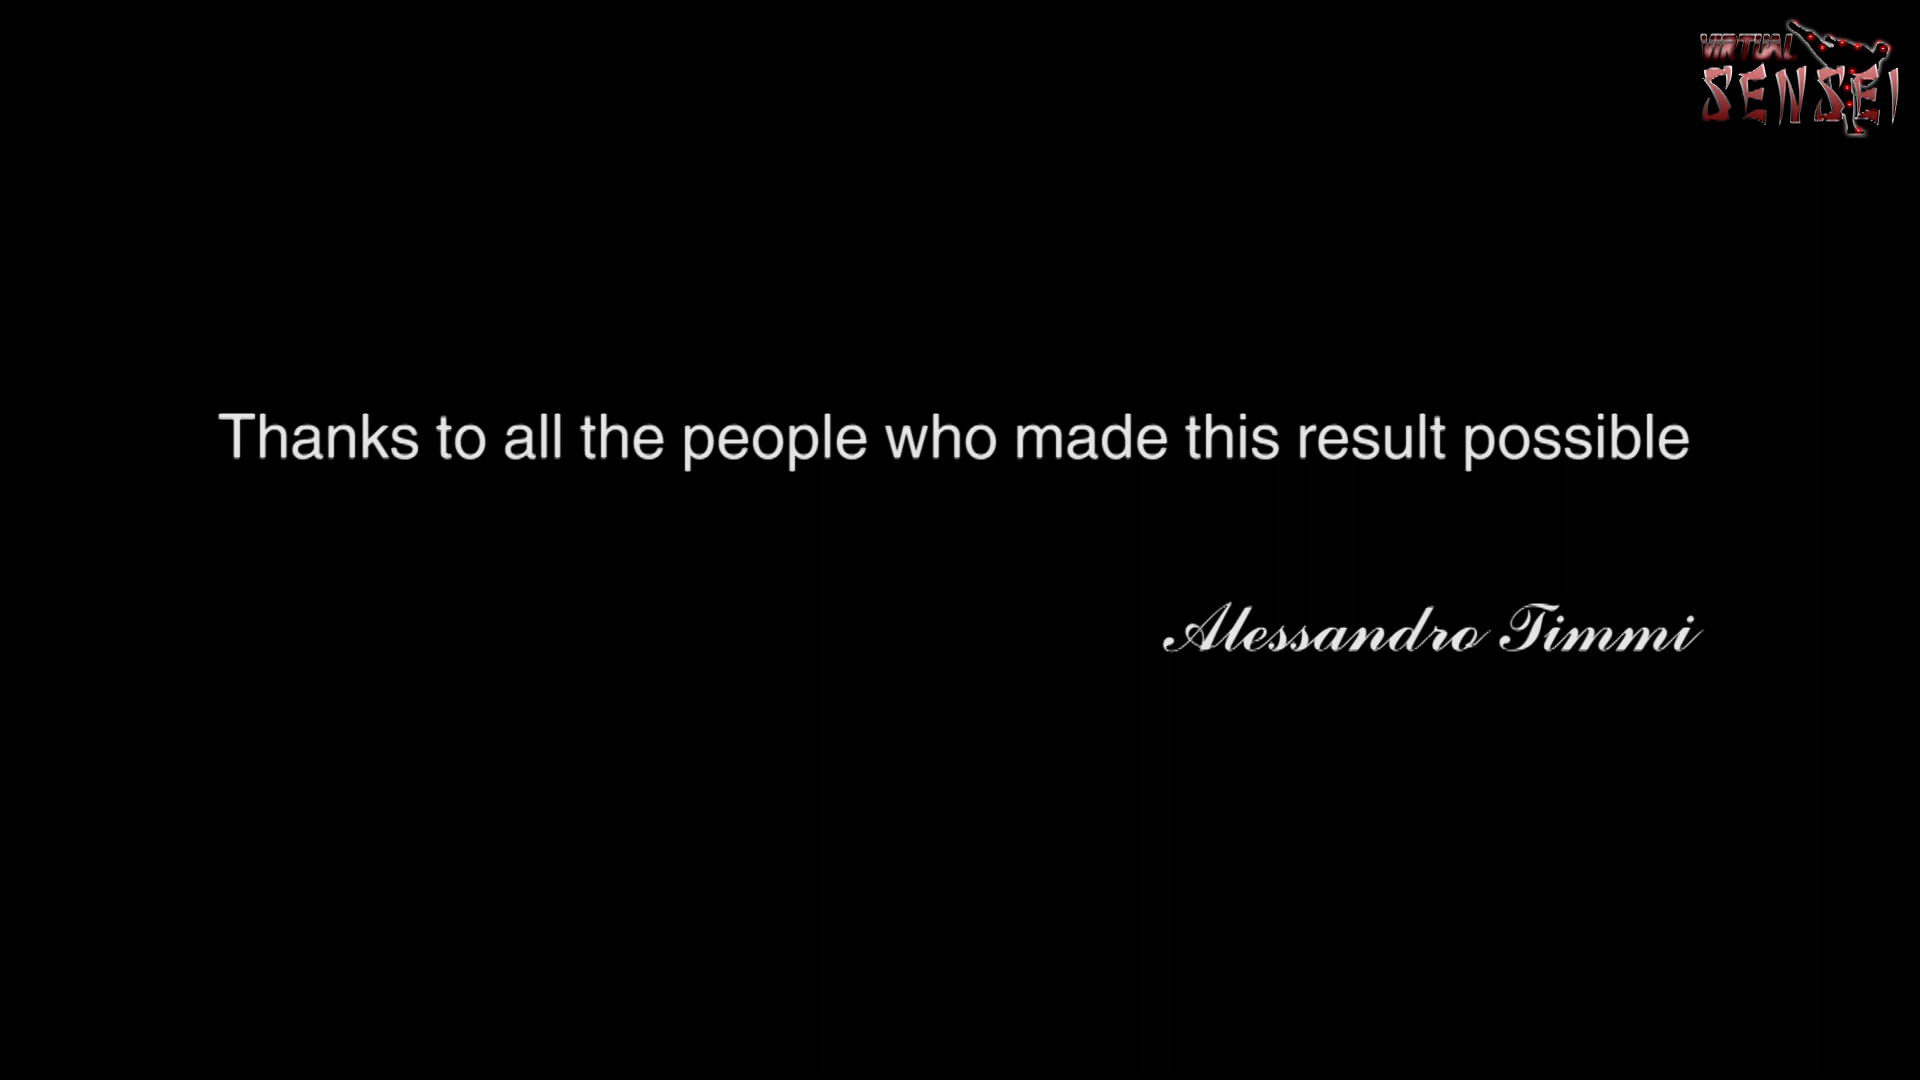 VIRTUAL
SENSEI
Thanks to all the people who made this result possible
Alessandro Timmi